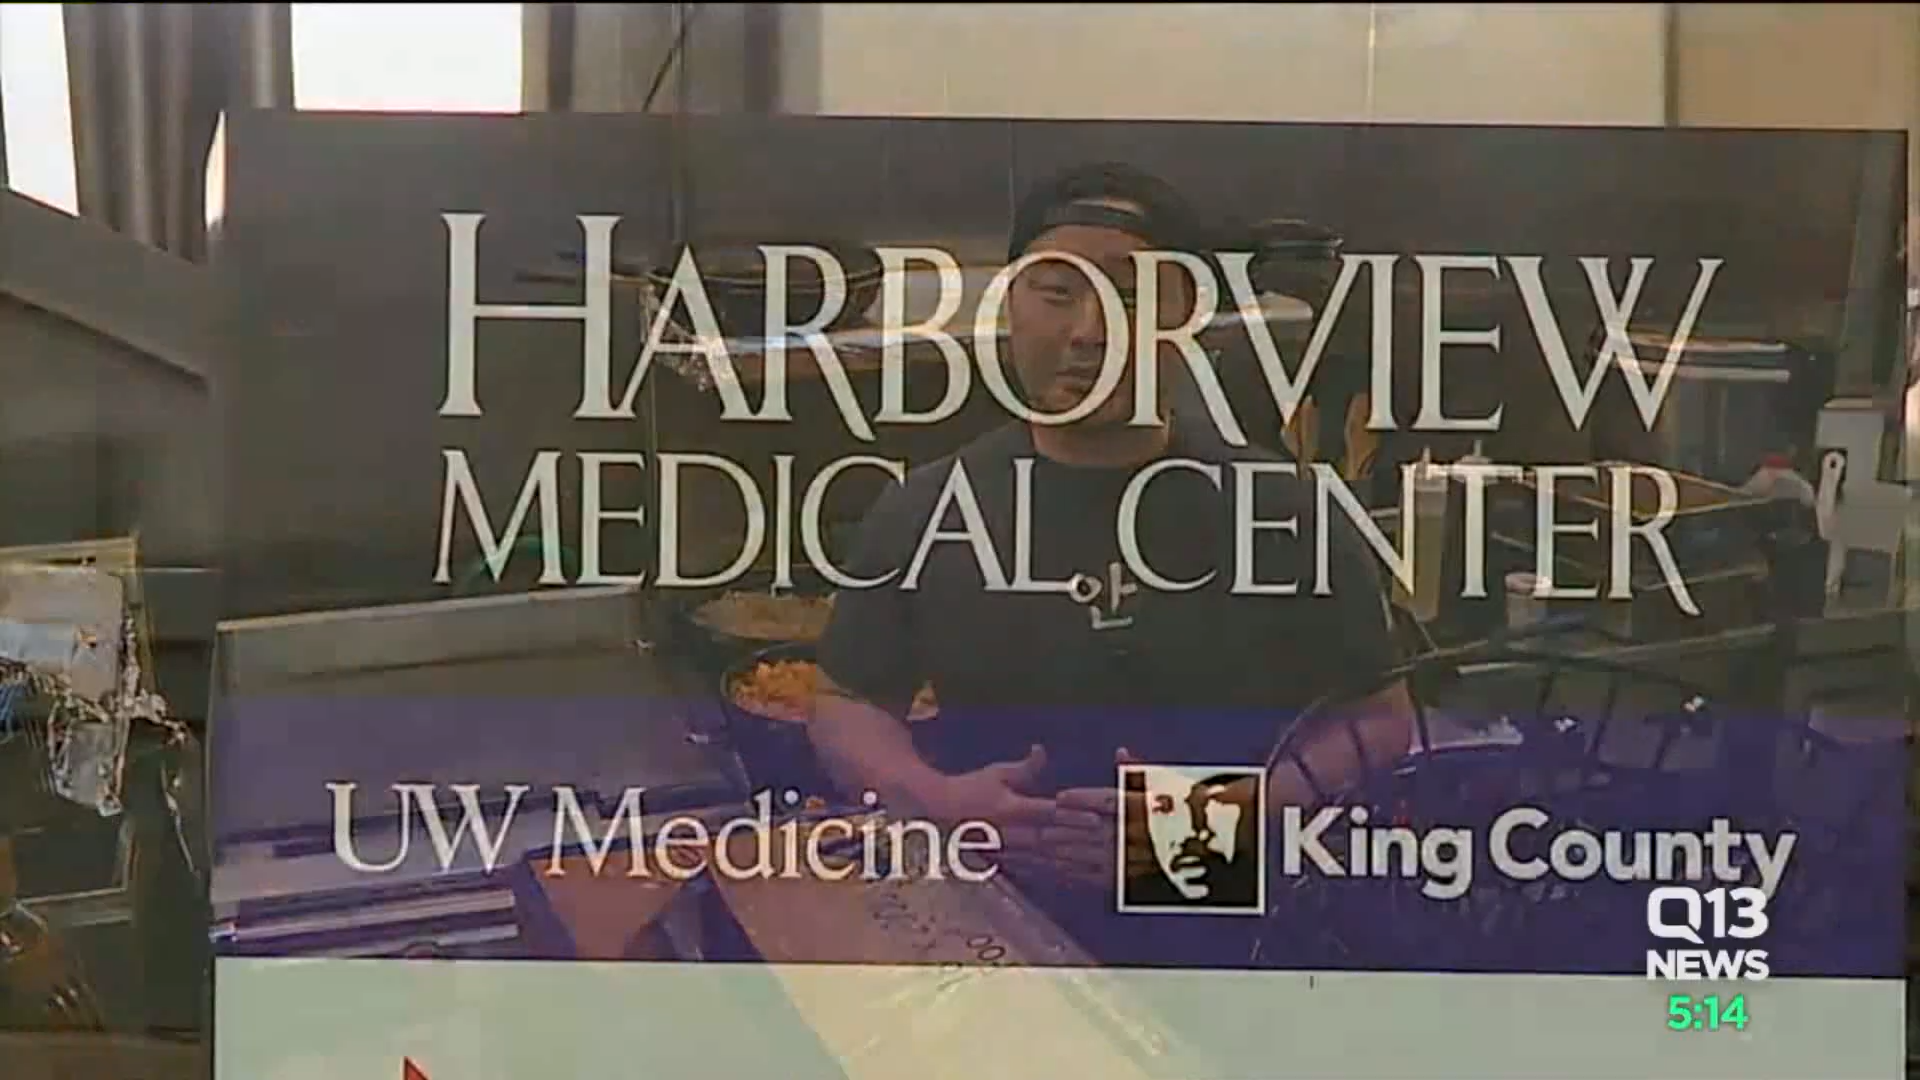 HARBORVIEW
MEDICAL CENTER
안
UW Medicine
King County
Q13
NEWS
5:14